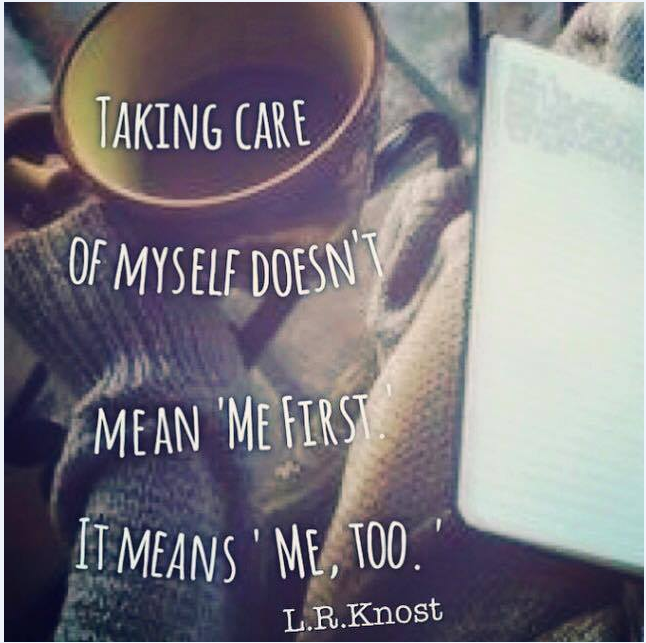 Taking care
of myself doesn't
mean 'Me First.'
It means ' Me, too. '
L.R.Knost